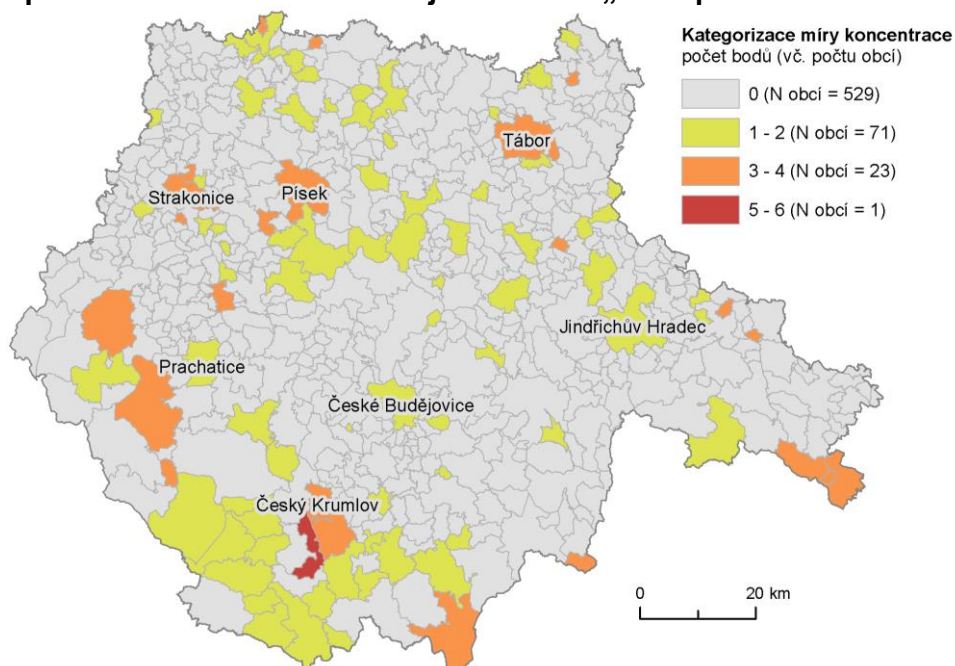 Kategorizace míry koncentrace
počet bodů (vč. počtu obcí)
0 (N obcí = 529)
1 - 2 (N obcí = 71)
3 - 4 (N obcí = 23)
5 - 6 (N obcí = 1)
Tábor
Písek
Strakonice
Jindřichův Hradec
Prachatice
České Budějovice
Český Krumlov
0 20 km